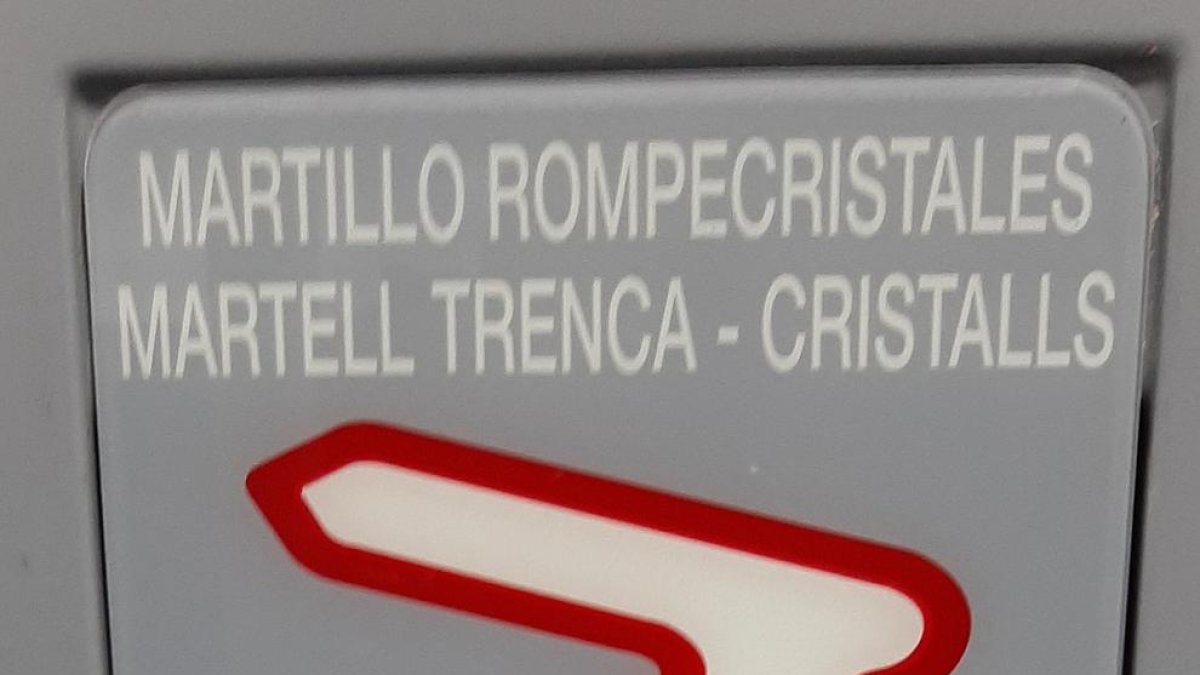 MARTILLO ROMPECRISTALES
MARTELL TRENCA - CRISTALLS